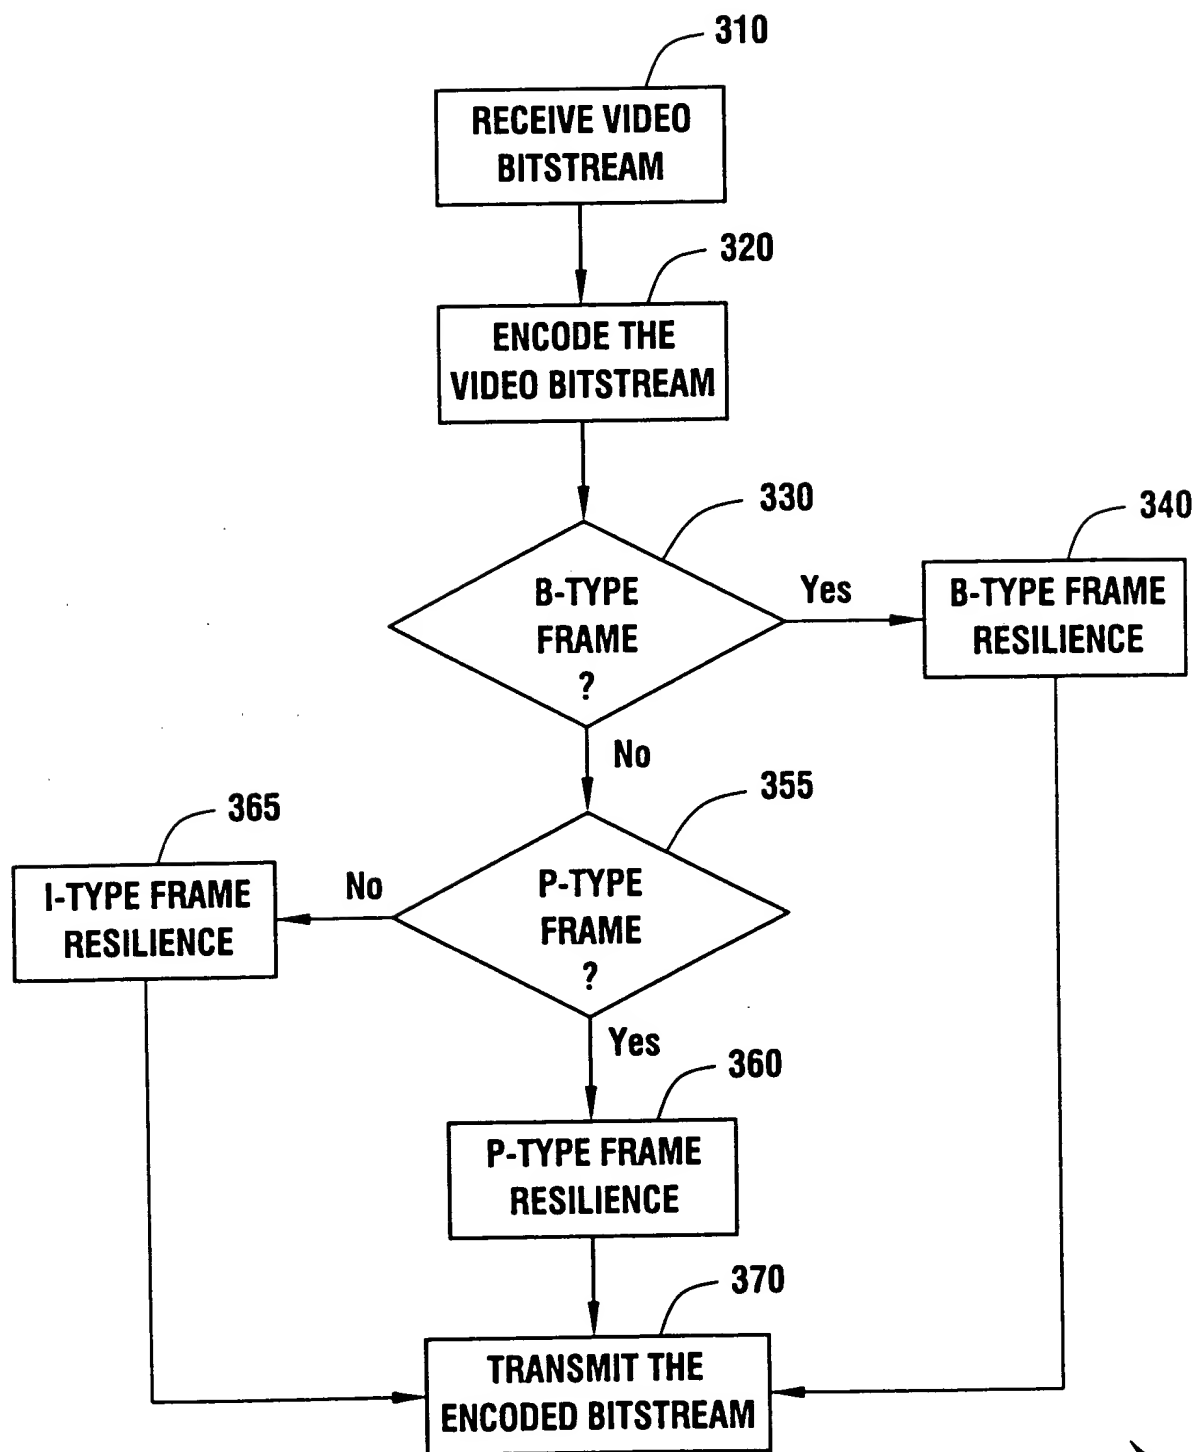 310
RECEIVE VIDEO
BITSTREAM
320
ENCODE THE
VIDEO BITSTREAM
330
340
B-TYPE
FRAME
?
Yes
B-TYPE FRAME
RESILIENCE
No
355
365
P-TYPE
FRAME
?
No
I-TYPE FRAME
RESILIENCE
Yes
360
P-TYPE FRAME
RESILIENCE
370
TRANSMIT THE
ENCODED BITSTREAM